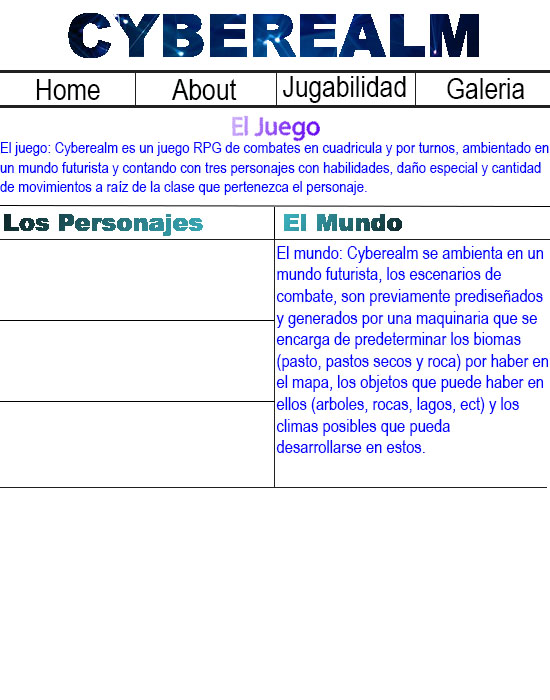 CYBEREALM
Home About Jugabilidad Galeria
El Juego
El juego: Cyberealm es un juego RPG de combates en cuadricula y por turnos, ambientado en
un mundo futurista y contando con tres personajes con habilidades, daño especial y cantidad
de movimientos a raíz de la clase que pertenezca el personaje.
Los Personajes
El Mundo
El mundo: Cyberealm se ambienta en un
mundo futurista, los escenarios de
combate, son previamente prediseñados
y generados por una maquinaria que se
encarga de predeterminar los biomas
(pasto, pastos secos y roca) por haber en
el mapa, los objetos que puede haber en
ellos (arboles, rocas, lagos, ect) y los
climas posibles que pueda
desarrollarse en estos.